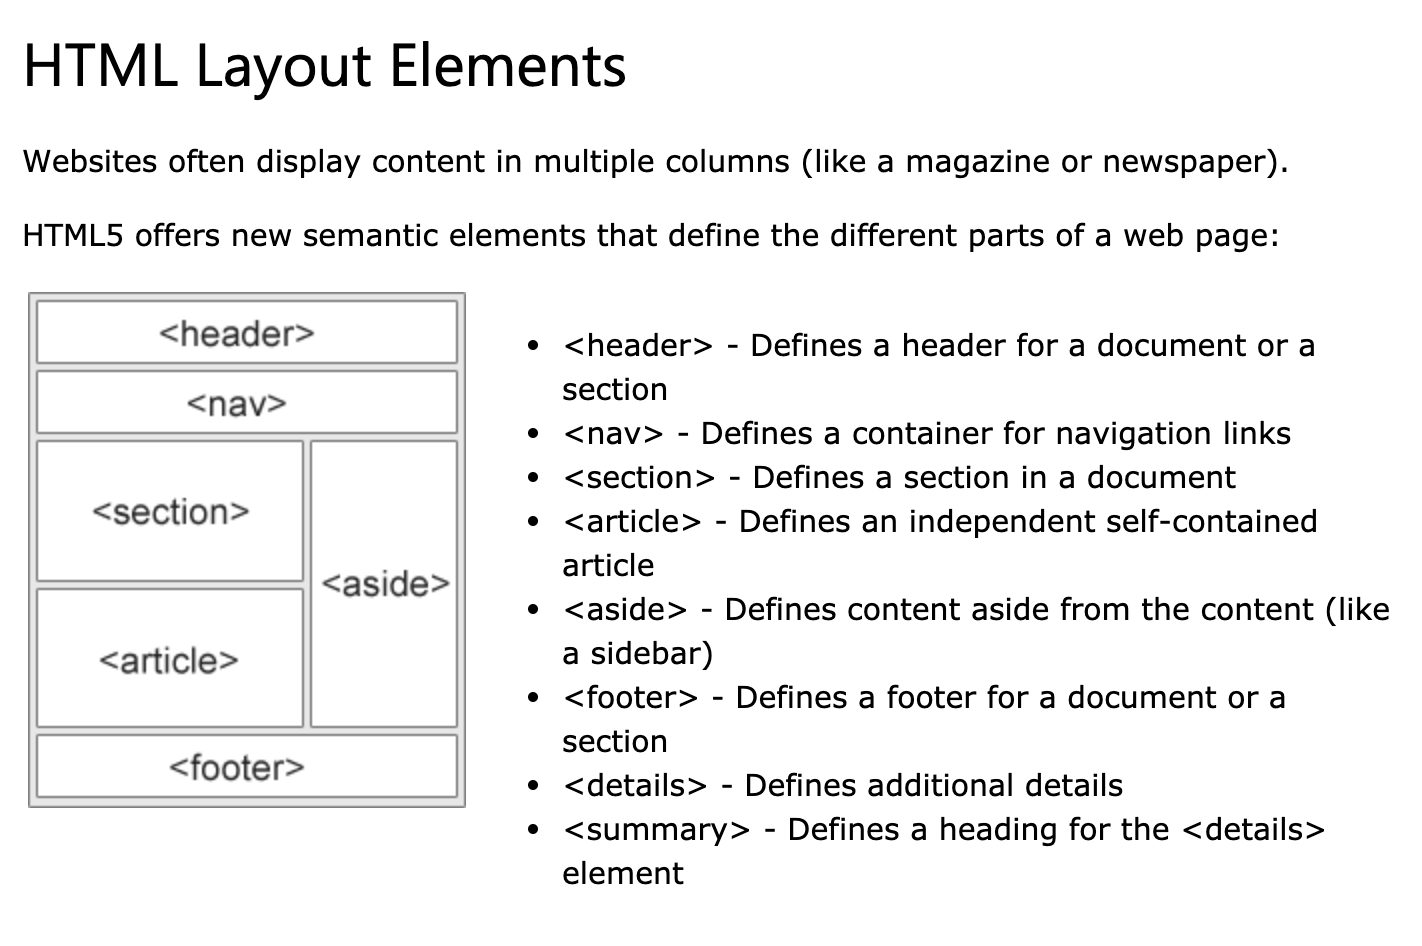 HTML Layout Elements
Websites often display content in multiple columns (like a magazine or newspaper).
HTML5 offers new semantic elements that define the different parts of a web page:
<header>
<nav>
<section>
<aside>
<article>
<footer>
• <header> - Defines a header for a document or a
section
• <nav> - Defines a container for navigation links
• <section> - Defines a section in a document
• <article> - Defines an independent self-contained
article
• <aside> - Defines content aside from the content (like
a sidebar)
• <footer> - Defines a footer for a document or a
section
• <details> - Defines additional details
• <summary> - Defines a heading for the <details>
element